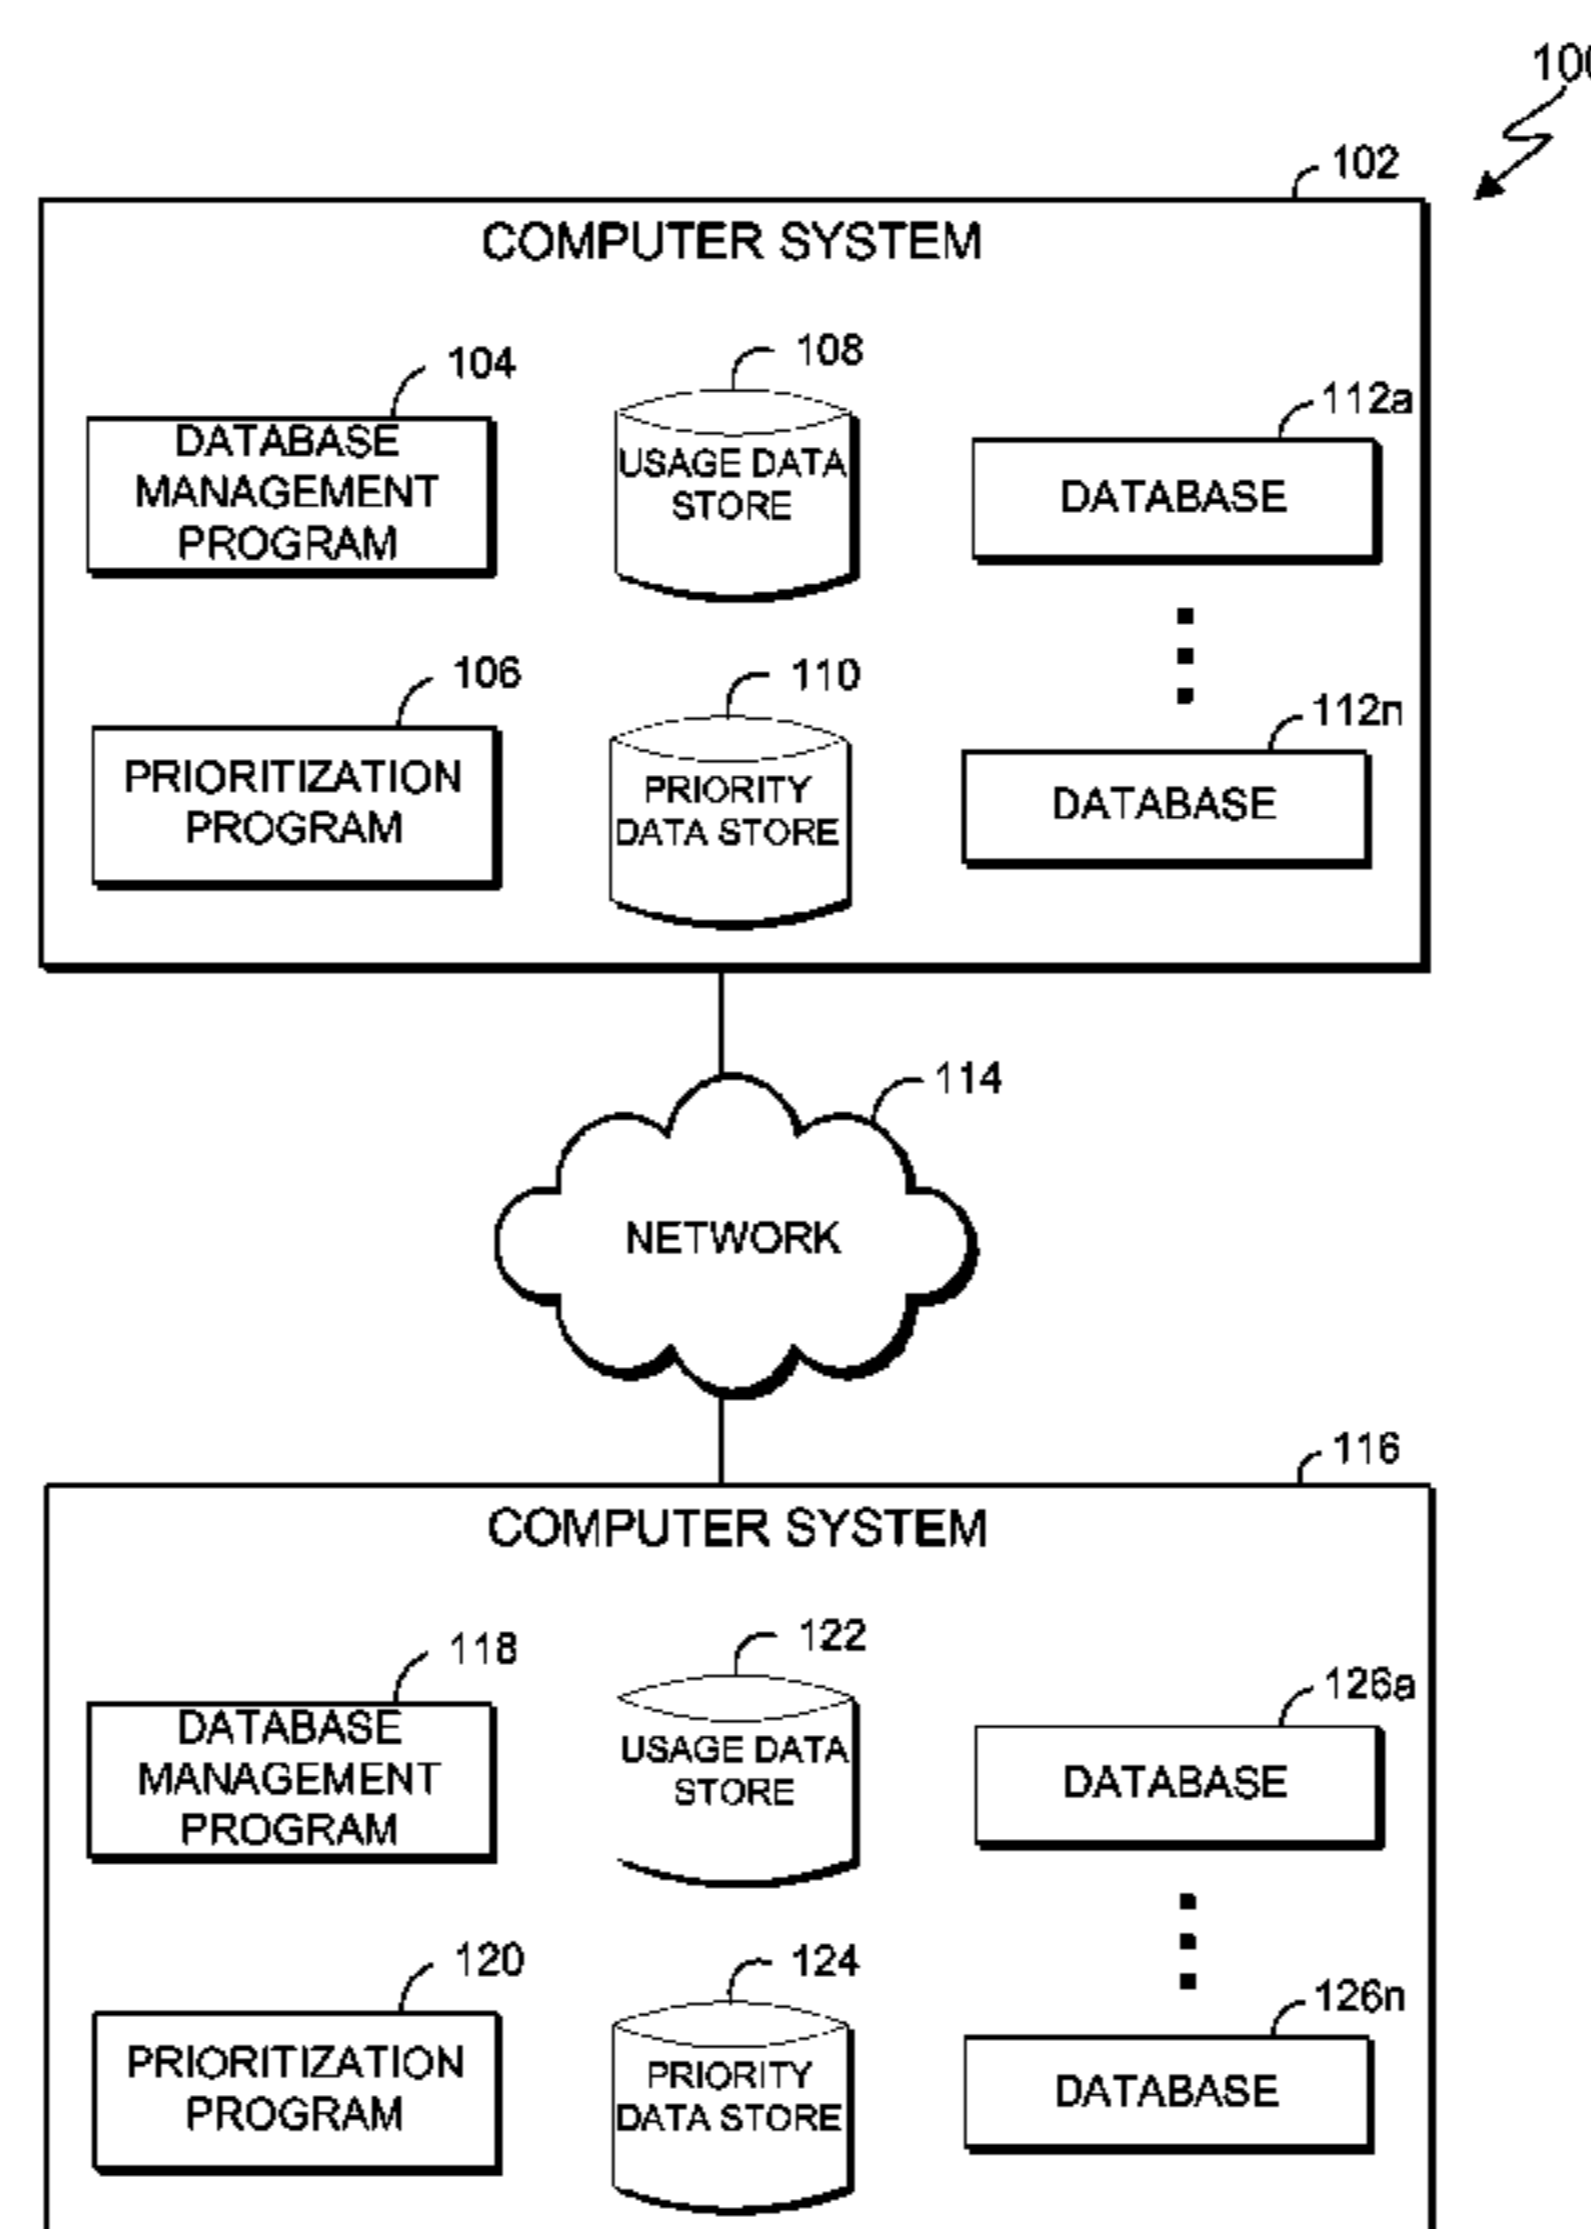 100
102
COMPUTER SYSTEM
104
DATABASE
MANAGEMENT
PROGRAM
108
USAGE DATA
STORE
112a
DATABASE
106
PRIORITIZATION
PROGRAM
110
PRIORITY
DATA STORE
112n
DATABASE
114
NETWORK
116
COMPUTER SYSTEM
118
DATABASE
MANAGEMENT
PROGRAM
122
USAGE DATA
STORE
126a
DATABASE
120
PRIORITIZATION
PROGRAM
124
PRIORITY
DATA STORE
126n
DATABASE